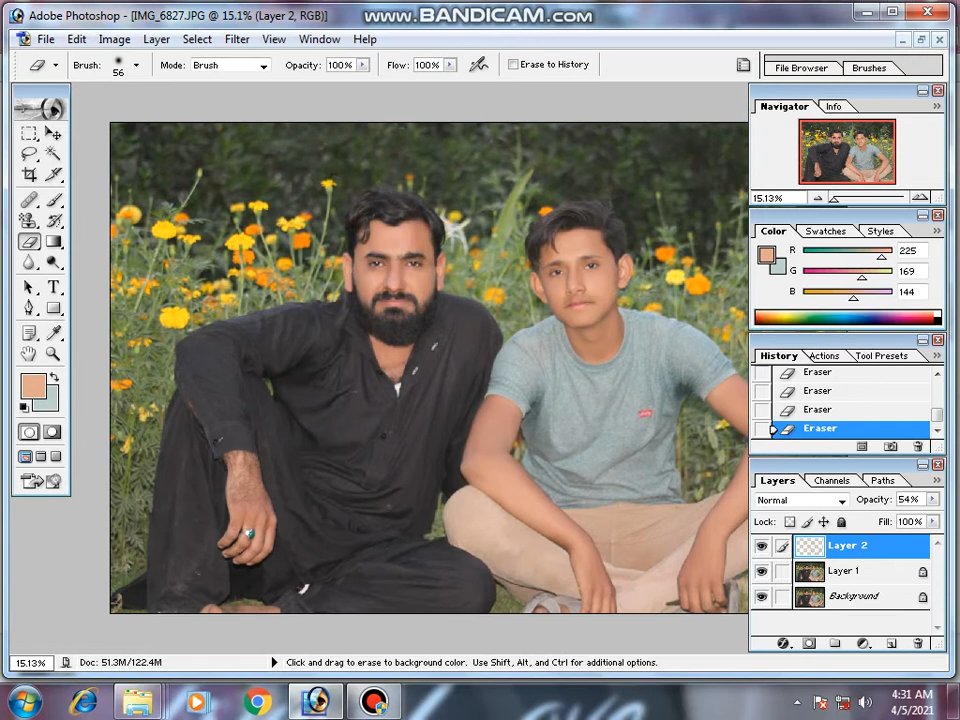 Adobe Photoshop - [IMG_6827.JPG @ 15.1% (Layer 2, RGB)]
www.BANDICAM.com
File Edit Image Layer Select Filter View Window Help
Brush: 56 Mode: Brush Opacity: 100% Flow: 100% Erase to History
File Browser Brushes
Navigator Info
15.13%
Color Swatches Styles
R 225
G 169
B 144
History Actions Tool Presets
Eraser
Eraser
Eraser
Eraser
Layers Channels Paths
Normal Opacity: 54%
Lock: Fill: 100%
Layer 2
Layer 1
Background
15.13% Doc: 51.3M/122.4M Click and drag to erase to background color. Use Shift, Alt, and Ctrl for additional options.
4:31 AM
4/5/2021